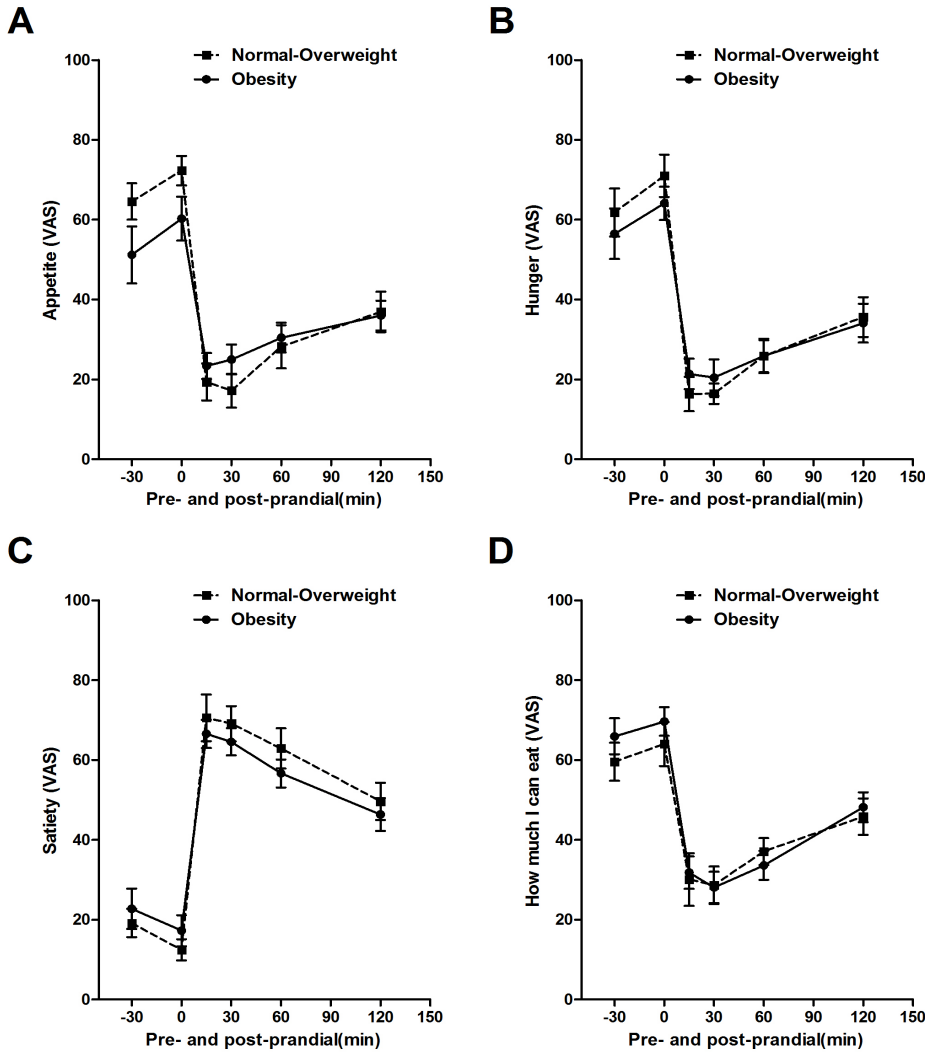 A
Normal-Overweight
Obesity
100
80
60
40
20
0
Appetite (VAS)
-30 0 30 60 90 120 150
Pre- and post-prandial(min)
B
Normal-Overweight
Obesity
100
80
60
40
20
0
Hunger (VAS)
-30 0 30 60 90 120 150
Pre- and post-prandial(min)
C
Normal-Overweight
Obesity
100
80
60
40
20
0
Satiety (VAS)
-30 0 30 60 90 120 150
Pre- and post-prandial(min)
D
Normal-Overweight
Obesity
100
80
60
40
20
0
How much I can eat (VAS)
-30 0 30 60 90 120 150
Pre- and post-prandial(min)